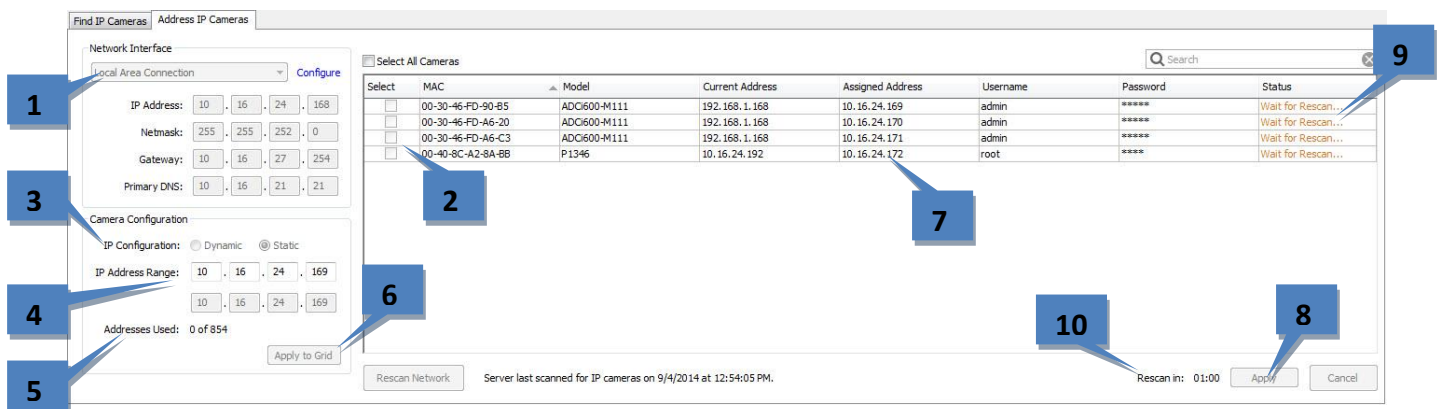 Find IP Cameras Address IP Cameras
Network Interface
Local Area Connection Configure
IP Address: 10 . 16 . 24 . 168
Netmask: 255 . 255 . 252 . 0
Gateway: 10 . 16 . 27 . 254
Primary DNS: 10 . 16 . 21 . 21
Camera Configuration
IP Configuration: Dynamic Static
IP Address Range: 10 . 16 . 24 . 169
10 . 16 . 24 . 169
Addresses Used: 0 of 854
Apply to Grid
Select All Cameras Search
Select MAC Model Current Address Assigned Address Username Password Status
00-30-46-FD-90-B5 ADCi600-M111 192.168.1.168 10.16.24.169 admin ***** Wait for Rescan...
00-30-46-FD-A6-20 ADCi600-M111 192.168.1.168 10.16.24.170 admin ***** Wait for Rescan...
00-30-46-FD-A6-C3 ADCi600-M111 192.168.1.168 10.16.24.171 admin ***** Wait for Rescan...
00-40-8C-A2-8A-BB P1346 10.16.24.192 10.16.24.172 root **** Wait for Rescan...
Rescan Network Server last scanned for IP cameras on 9/4/2014 at 12:54:05 PM. Rescan in: 01:00 Apply Cancel
1
2
3
4
5
6
7
8
9
10